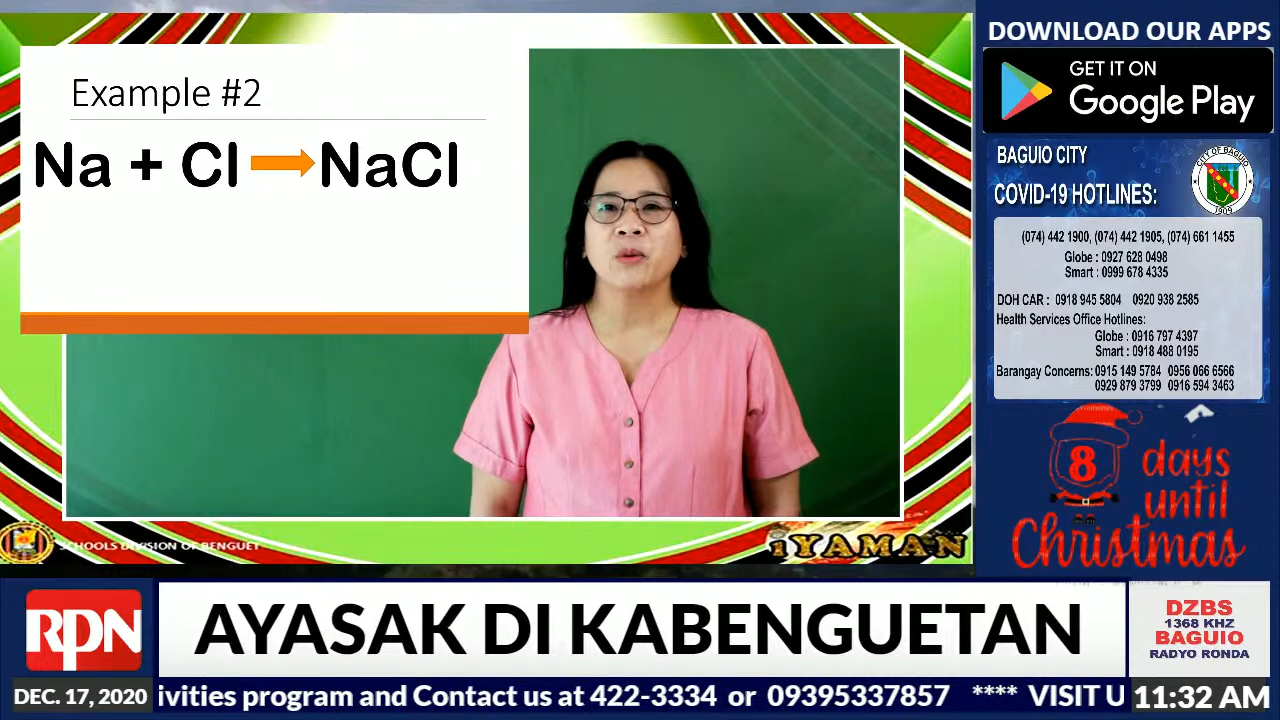 Example #2
Na + Cl NaCl
SCHOOLS DIVISION OF BENGUET
iYAMAN
DOWNLOAD OUR APPS
GET IT ON
Google Play
BAGUIO CITY
COVID-19 HOTLINES:
CITY OF BAGUIO
1909
(074) 442 1900, (074) 442 1905, (074) 661 1455
Globe : 0927 628 0498
Smart : 0999 678 4335
DOH CAR : 0918 945 5804 0920 938 2585
Health Services Office Hotlines:
Globe : 0916 797 4397
Smart : 0918 488 0195
Barangay Concerns: 0915 149 5784 0956 066 6566
0929 879 3799 0916 594 3463
8 days
until
Christmas
RPN
AYASAK DI KABENGUETAN
DZBS
1368 KHZ
BAGUIO
RADYO RONDA
DEC. 17, 2020 ivities program and Contact us at 422-3334 or 09395337857 **** VISIT U 11:32 AM